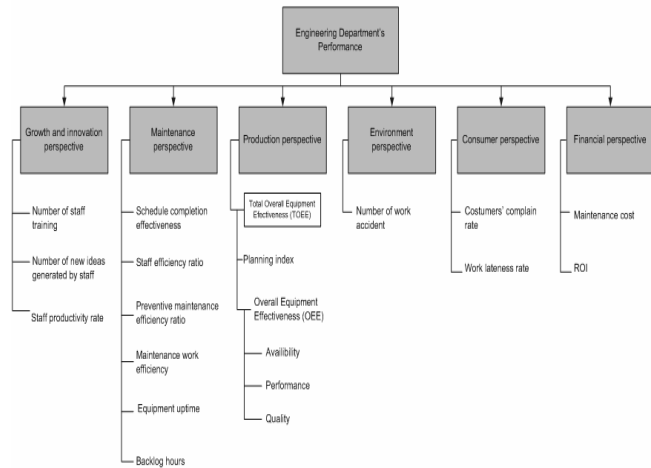 Engineering Department's
Performance
Growth and innovation
perspective
Number of staff
training
Number of new ideas
generated by staff
Staff productivity rate
Maintenance
perspective
Schedule completion
effectiveness
Staff efficiency ratio
Preventive maintenance
efficiency ratio
Maintenance work
efficiency
Equipment uptime
Backlog hours
Production perspective
Total Overall Equipment
Efectiveness (TOEE)
Planning index
Overall Equipment
Effectiveness (OEE)
Availibility
Performance
Quality
Environment
perspective
Number of work
accident
Consumer perspective
Costumers' complain
rate
Work lateness rate
Financial perspective
Maintenance cost
ROI